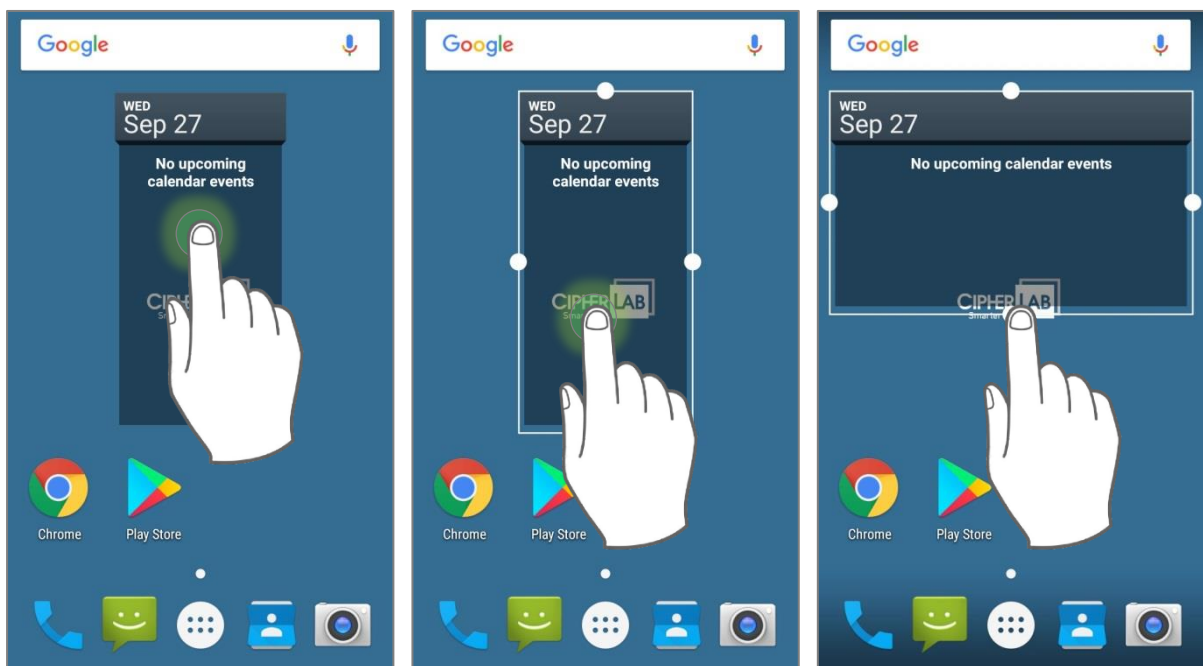 Google
WED
Sep 27
No upcoming
calendar events
Chrome
Play Store
Google
WED
Sep 27
No upcoming
calendar events
CIPHERLAB
Chrome
Play Store
Google
WED
Sep 27
No upcoming calendar events
CIPHERLAB
Smarter
Chrome
Play Store